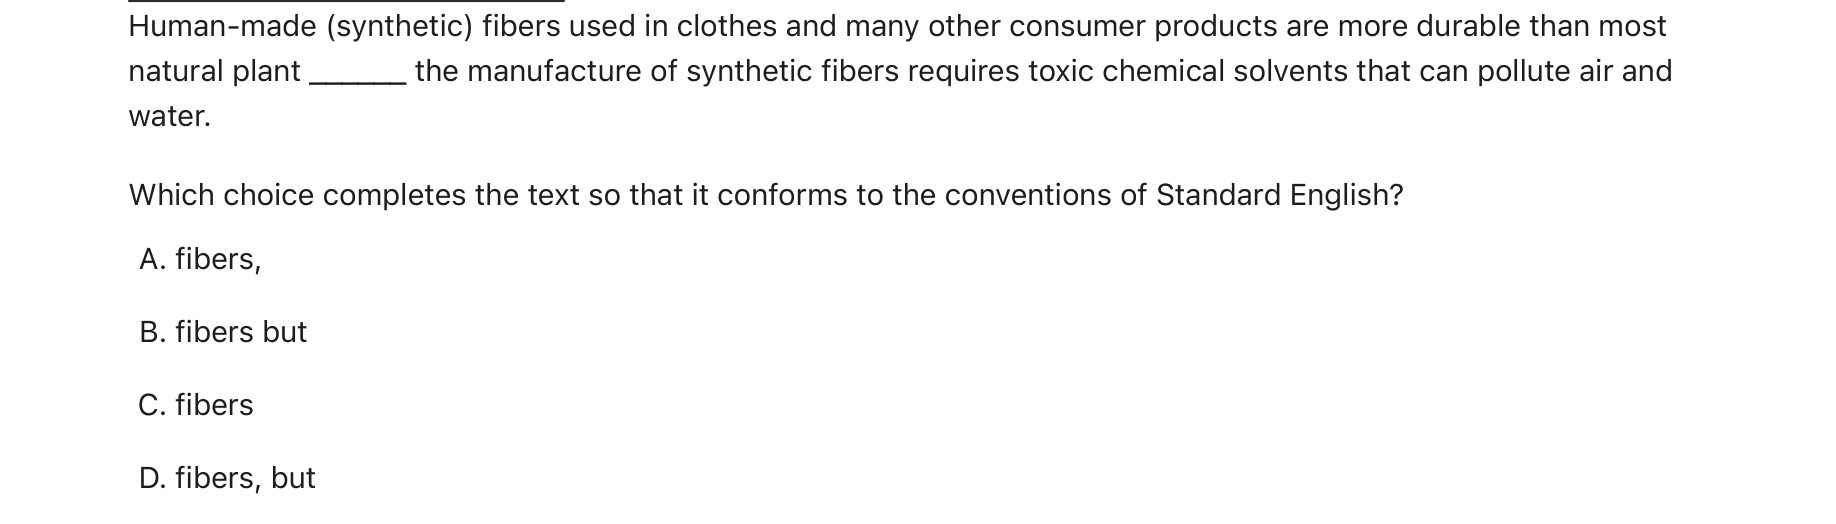 Human-made (synthetic) fibers used in clothes and many other consumer products are more durable than most
natural plant ______ the manufacture of synthetic fibers requires toxic chemical solvents that can pollute air and
water.
Which choice completes the text so that it conforms to the conventions of Standard English?
A. fibers,
B. fibers but
C. fibers
D. fibers, but